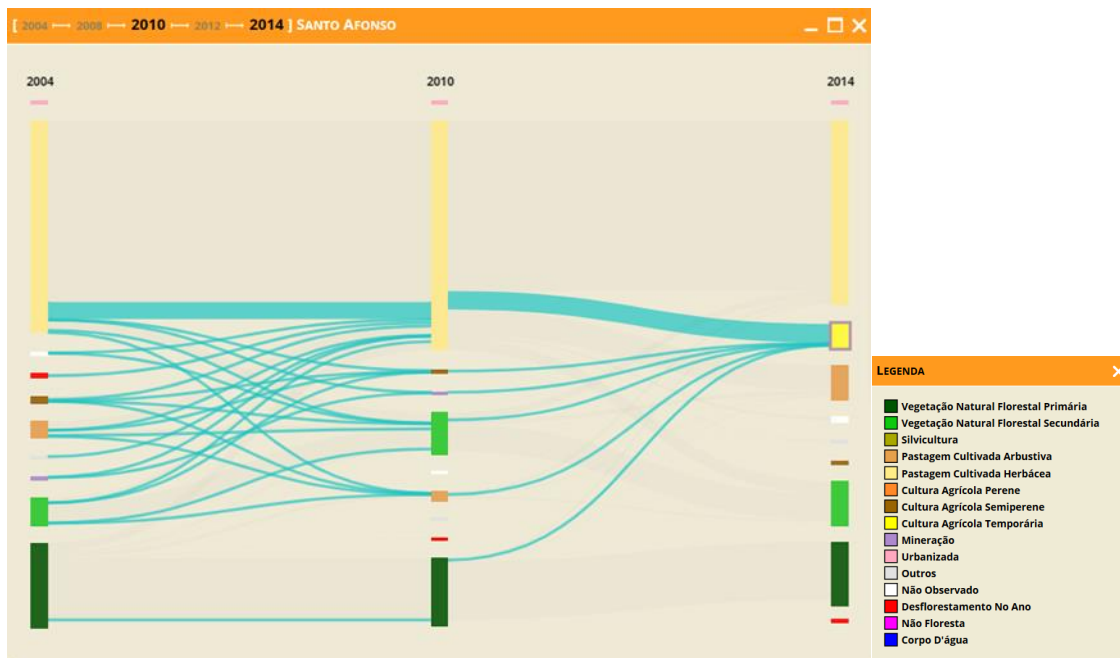 [ 2004 ⟼ 2008 ⟼ 2010 ⟼ 2012 ⟼ 2014 ] SANTO AFONSO
2004 2010 2014
LEGENDA
Vegetação Natural Florestal Primária
Vegetação Natural Florestal Secundária
Silvicultura
Pastagem Cultivada Arbustiva
Pastagem Cultivada Herbácea
Cultura Agrícola Perene
Cultura Agrícola Semiperene
Cultura Agrícola Temporária
Mineração
Urbanizada
Outros
Não Observado
Desflorestamento No Ano
Não Floresta
Corpo D'água